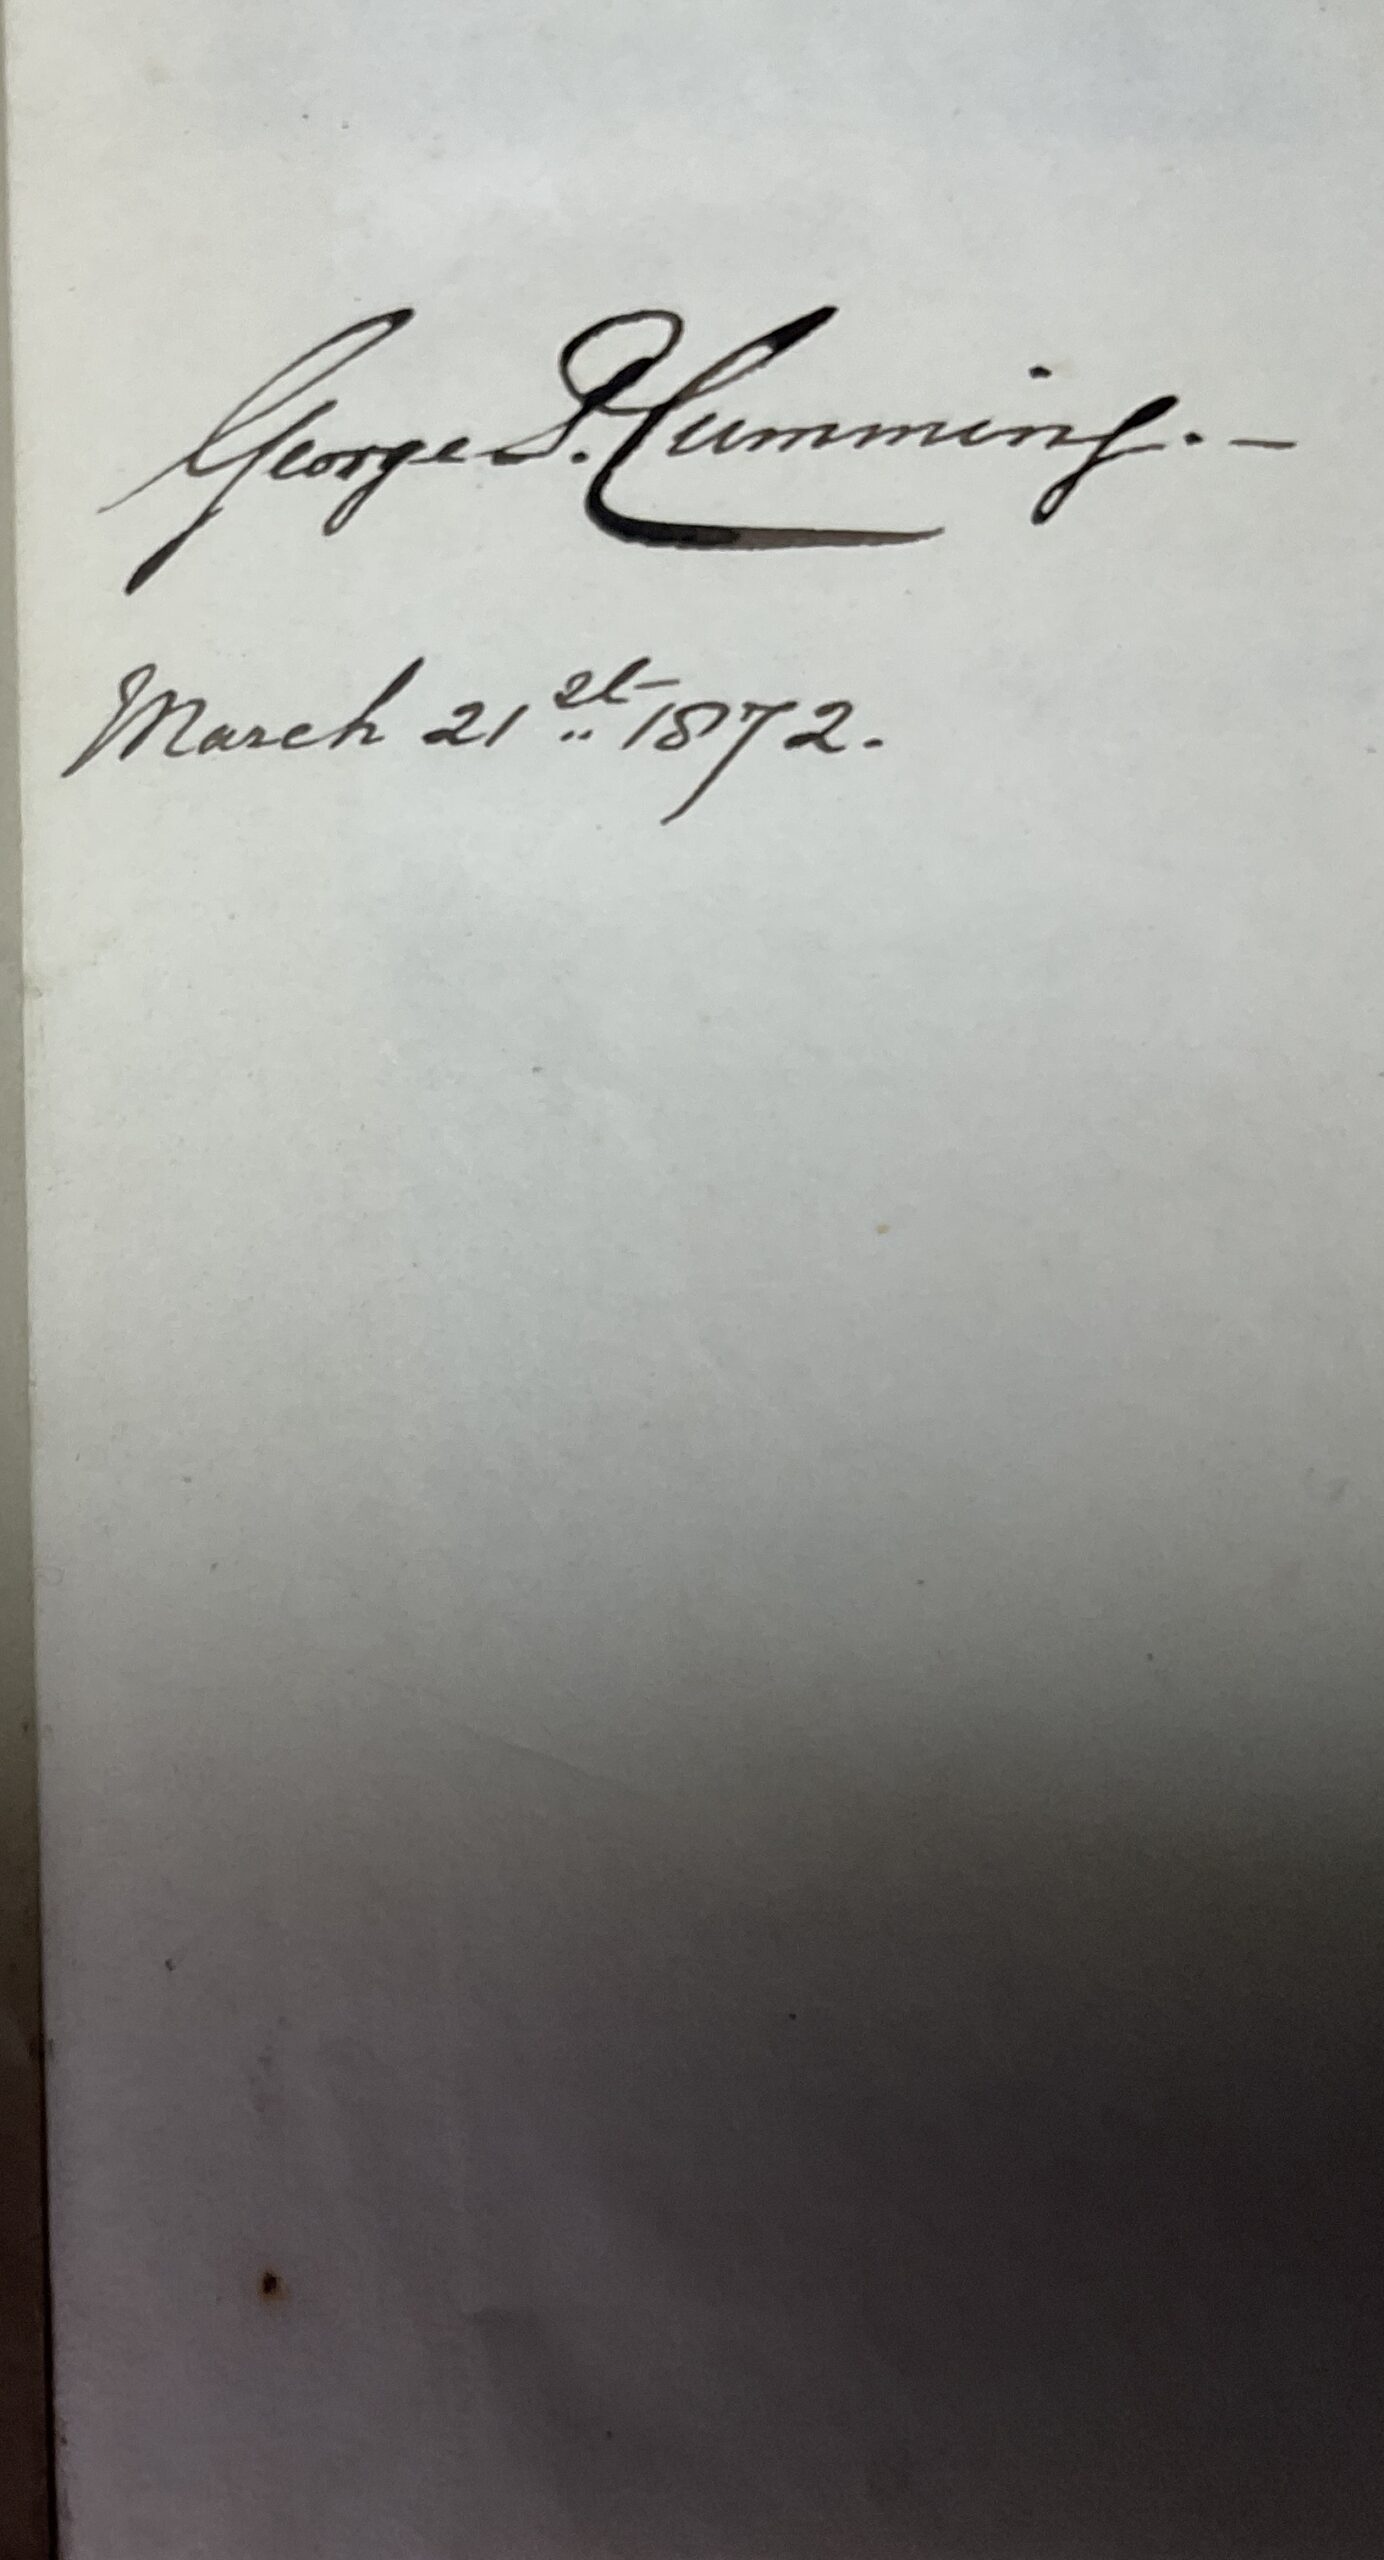 George S. Cumming. —
March 21st 1872.